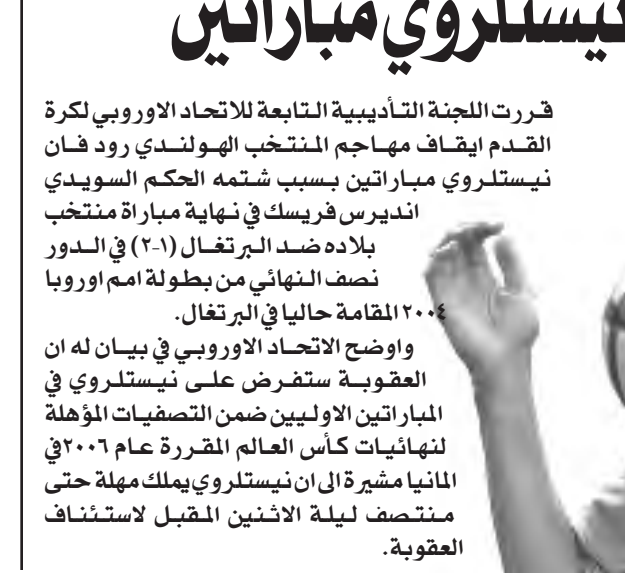 نيستلروي مباراتين
قررت اللجنة التأديبية التابعة للاتحاد الاوروبي لكرة
القدم ايقاف مهاجم المنتخب الهولندي رود فان
نيستلروي مباراتين بسبب شتمه الحكم السويدي
انديرس فريسك في نهاية مباراة منتخب
بلاده ضد البرتغال (١-٢) في الدور
نصف النهائي من بطولة امم اوروبا
٢٠٠٤ المقامة حاليا في البرتغال.
واوضح الاتحاد الاوروبي في بيان له ان
العقوبة ستفرض على نيستلروي في
المباراتين الاوليين ضمن التصفيات المؤهلة
لنهائيات كأس العالم المقررة عام ٢٠٠٦في
المانيا مشيرة الى ان نيستلروي يملك مهلة حتى
منتصف ليلة الاثنين المقبل لاستئناف
العقوبة.